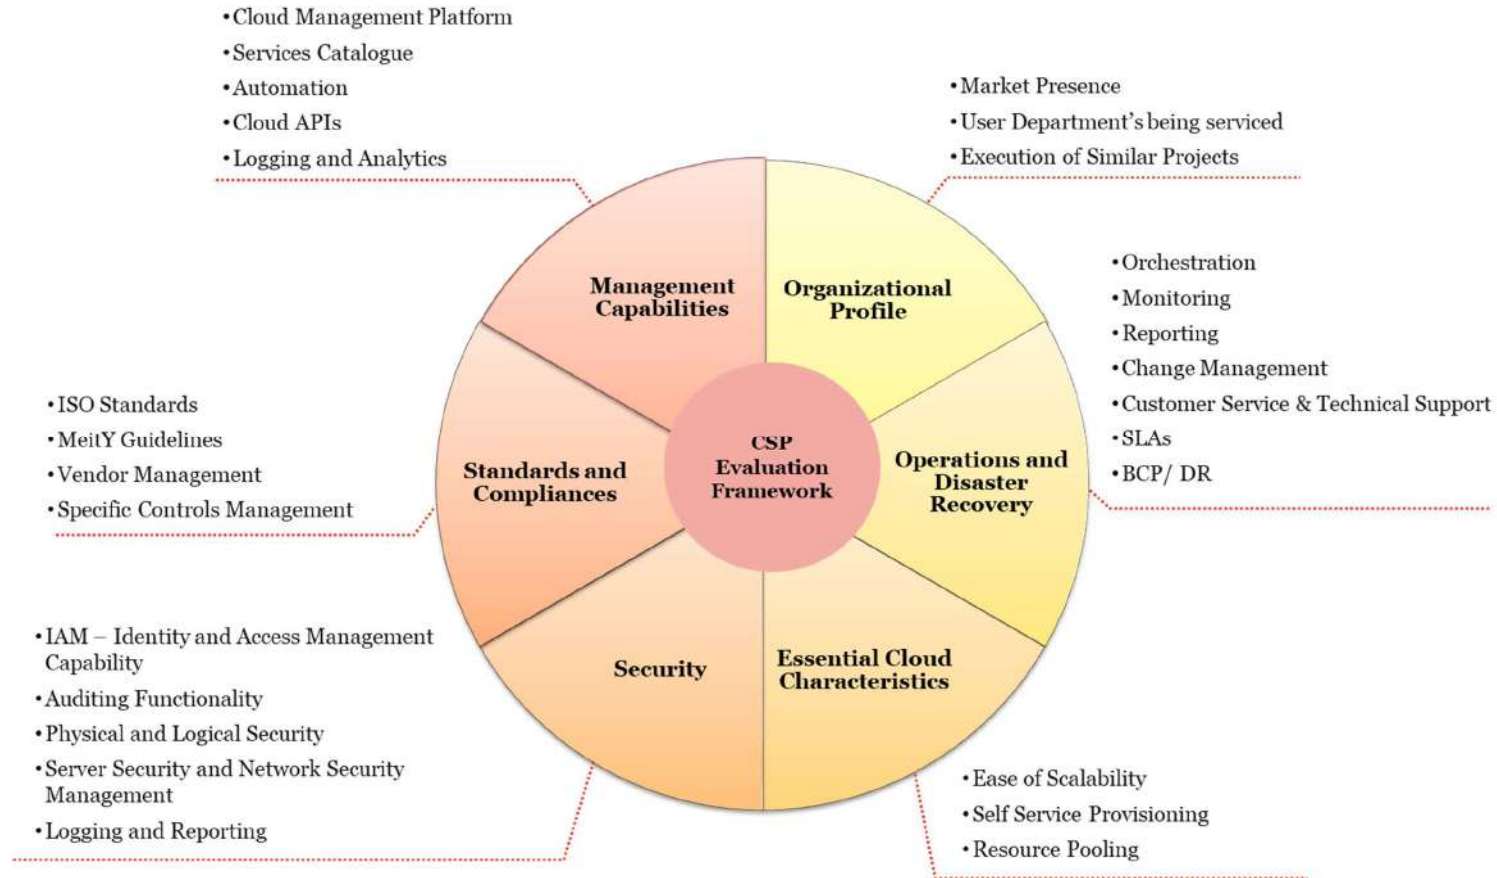 •Cloud Management Platform
•Services Catalogue
•Automation
•Cloud APIs
•Logging and Analytics
•Market Presence
•User Department's being serviced
•Execution of Similar Projects
Management
Capabilities
Organizational
Profile
•Orchestration
•Monitoring
•Reporting
•Change Management
•Customer Service & Technical Support
•SLAs
•BCP/ DR
•ISO Standards
•MeitY Guidelines
•Vendor Management
•Specific Controls Management
Standards and
Compliances
CSP
Evaluation
Framework
Operations and
Disaster
Recovery
•IAM – Identity and Access Management
Capability
•Auditing Functionality
•Physical and Logical Security
•Server Security and Network Security
Management
•Logging and Reporting
Security
Essential Cloud
Characteristics
•Ease of Scalability
•Self Service Provisioning
•Resource Pooling